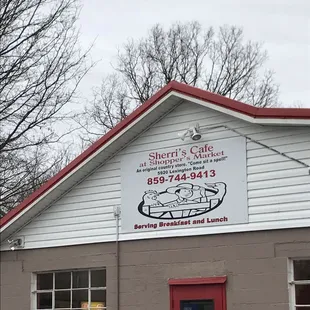 Sherri's Cafe
at Shopper's Market
An original country store. "Come as a spell"
5920 Lexington Road
859-744-9413
Serving Breakfast and Lunch